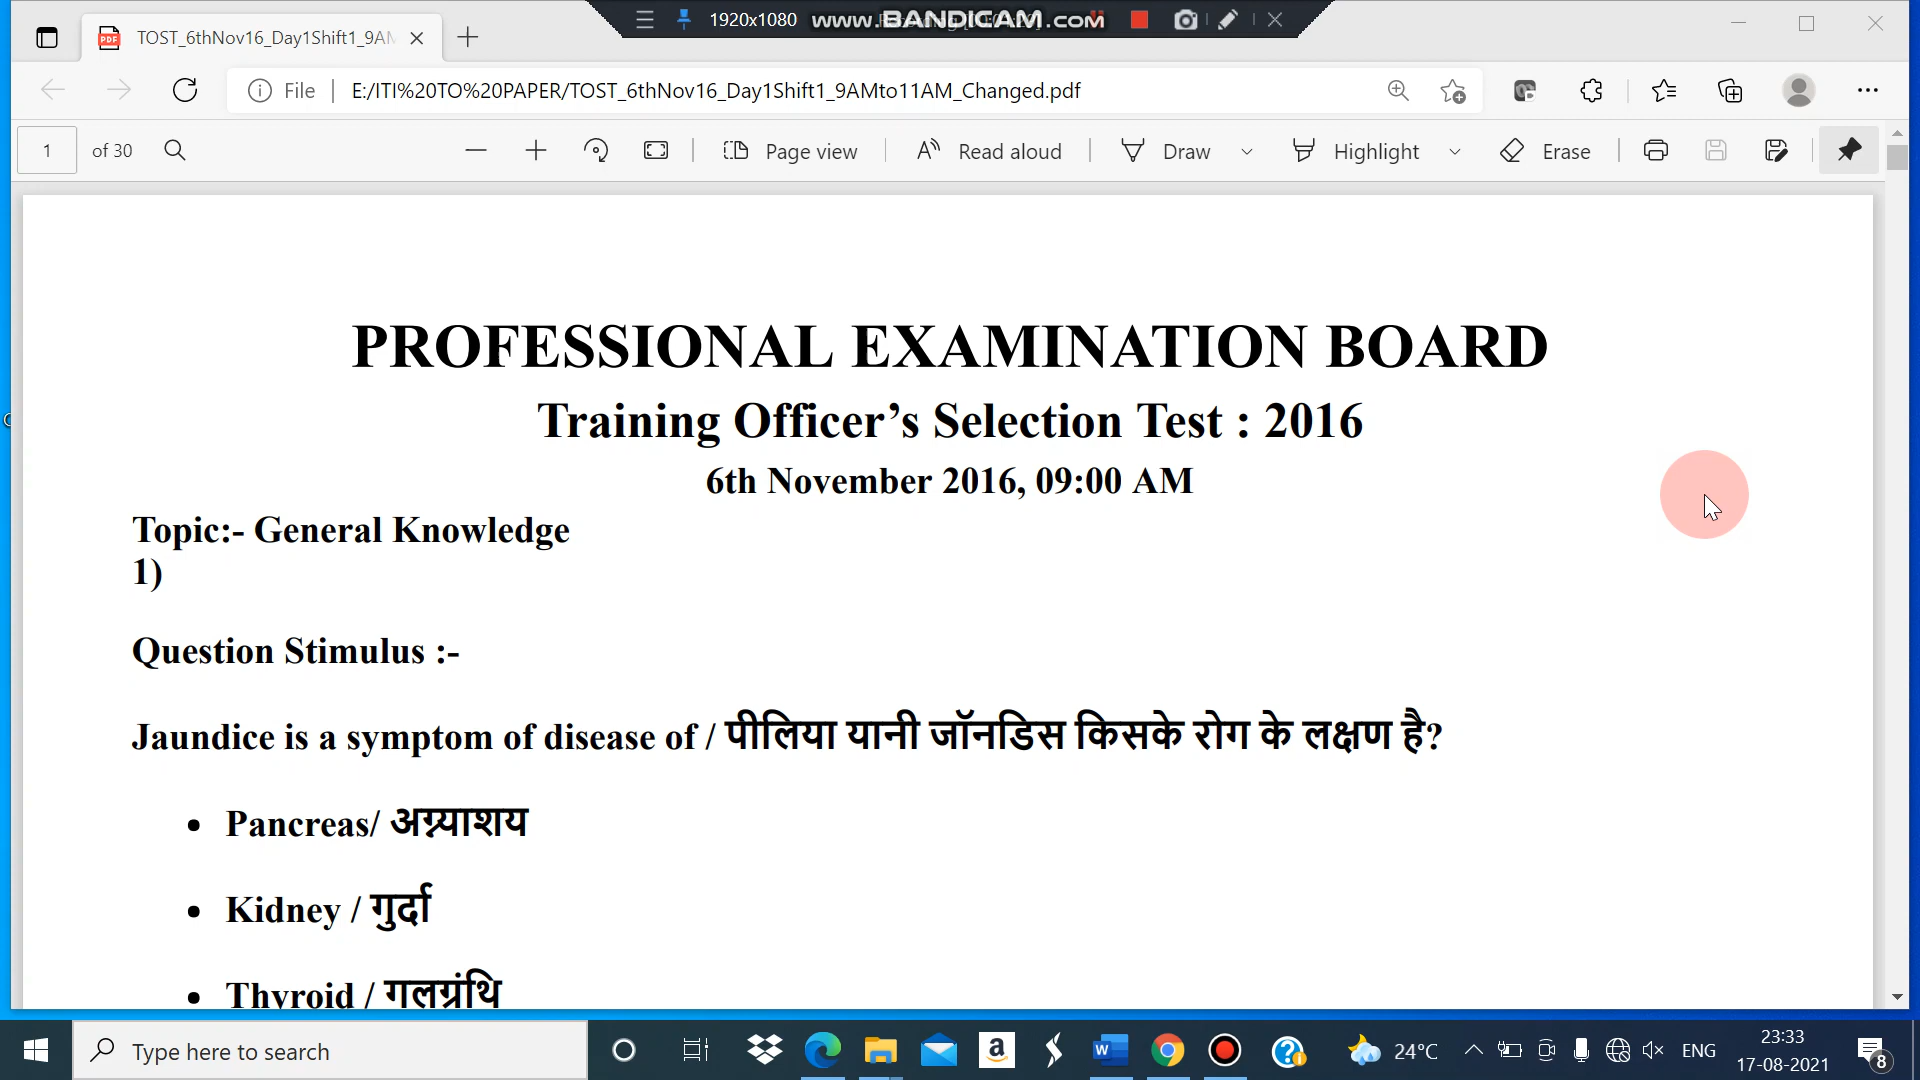 1920x1080 www.BANDICAM.com
TOST_6thNov16_Day1Shift1_9AM
File E:/ITI%20TO%20PAPER/TOST_6thNov16_Day1Shift1_9AMto11AM_Changed.pdf
1 of 30 Page view Read aloud Draw Highlight Erase
PROFESSIONAL EXAMINATION BOARD
Training Officer’s Selection Test : 2016
6th November 2016, 09:00 AM
Topic:- General Knowledge
1)
Question Stimulus :-
Jaundice is a symptom of disease of / पीलिया यानी जॉनडिस किसके रोग के लक्षण है?
• Pancreas/ अग्न्याशय
• Kidney / गुर्दा
• Thyroid / गलग्रंथि
Type here to search 24°C ENG 23:33
17-08-2021 8